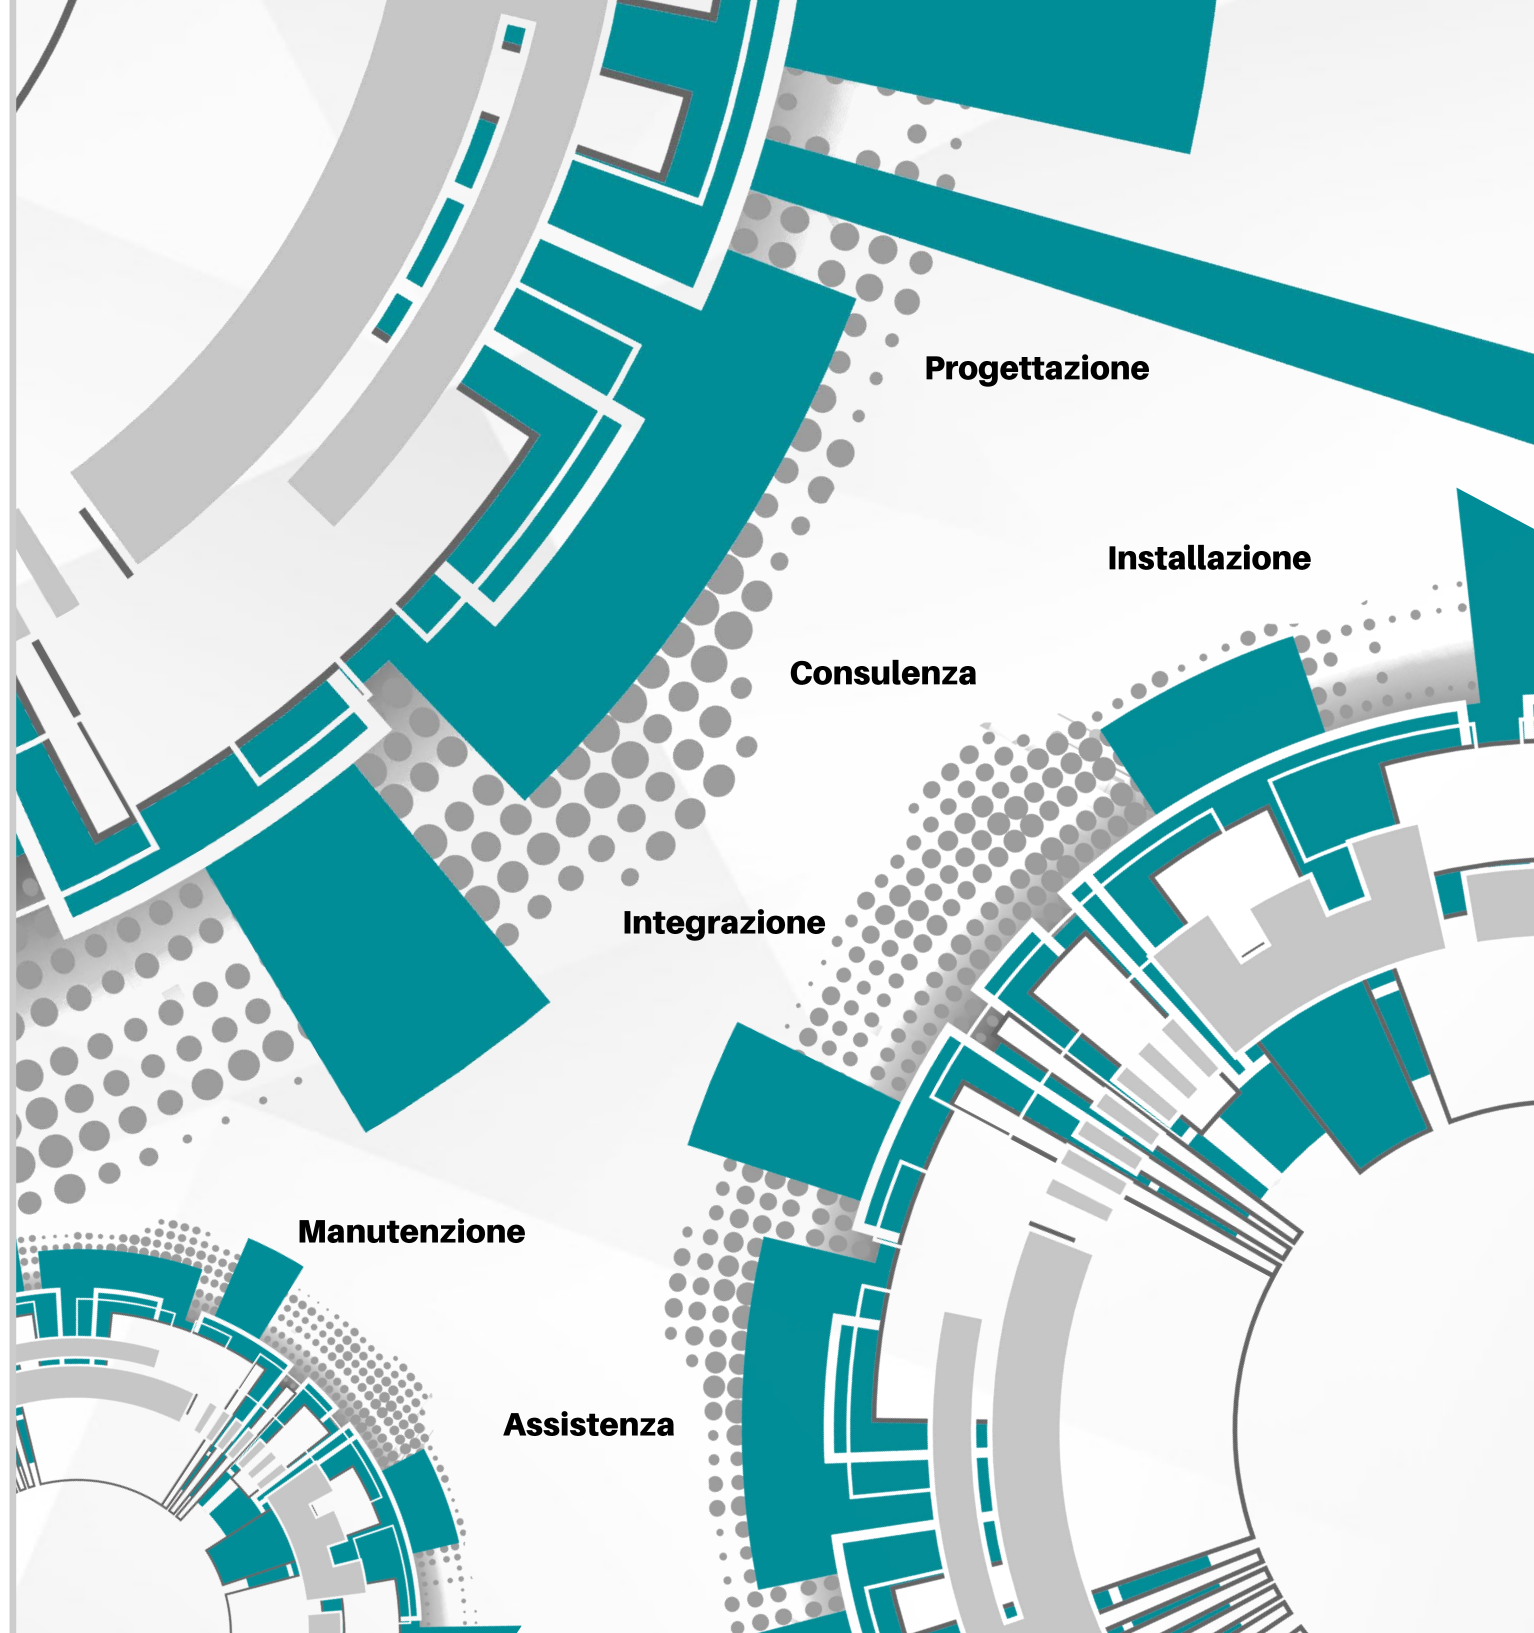 Progettazione
Installazione
Consulenza
Integrazione
Manutenzione
Assistenza